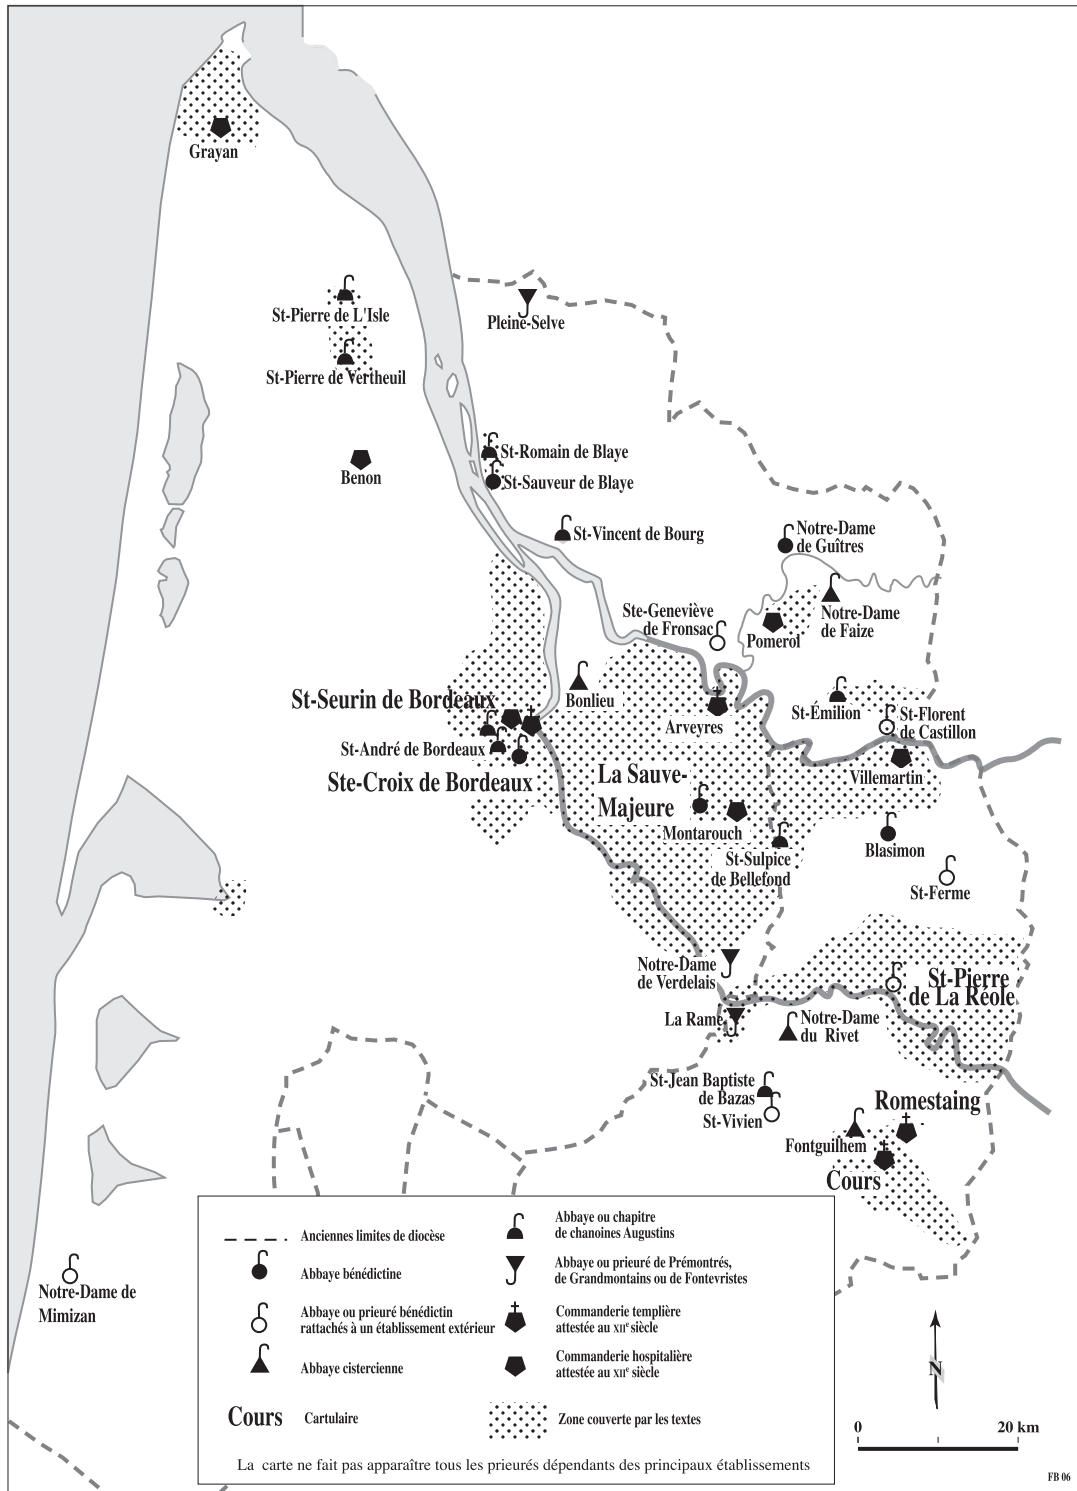 Grayan
St-Pierre de L'Isle
Pleine-Selve
St-Pierre de Vertheuil
St-Romain de Blaye
Benon
St-Sauveur de Blaye
St-Vincent de Bourg
Notre-Dame
de Guîtres
Ste-Geneviève
de Fronsac
Notre-Dame
de Faize
Pomerol
St-Seurin de Bordeaux
Bonlieu
Arveyres
St-Émilion
St-Florent
de Castillon
St-André de Bordeaux
Ste-Croix de Bordeaux
La Sauve-
Majeure
Villemartin
Montarouch
St-Sulpice
de Bellefond
Blasimon
St-Ferme
Notre-Dame
de Verdelais
St-Pierre
de La Réole
La Rame
Notre-Dame
du Rivet
St-Jean Baptiste
de Bazas
St-Vivien
Romestaing
Fontguilhem
Cours
Notre-Dame de
Mimizan
Anciennes limites de diocèse
Abbaye bénédictine
Abbaye ou prieuré bénédictin
rattachés à un établissement extérieur
Abbaye cistercienne
Cours Cartulaire
Abbaye ou chapitre
de chanoines Augustins
Abbaye ou prieuré de Prémontrés,
de Grandmontains ou de Fontevristes
Commanderie templière
attestée au XIIe siècle
Commanderie hospitalière
attestée au XIIe siècle
Zone couverte par les textes
La carte ne fait pas apparaître tous les prieurés dépendants des principaux établissements
N
0 20 km
FB 06